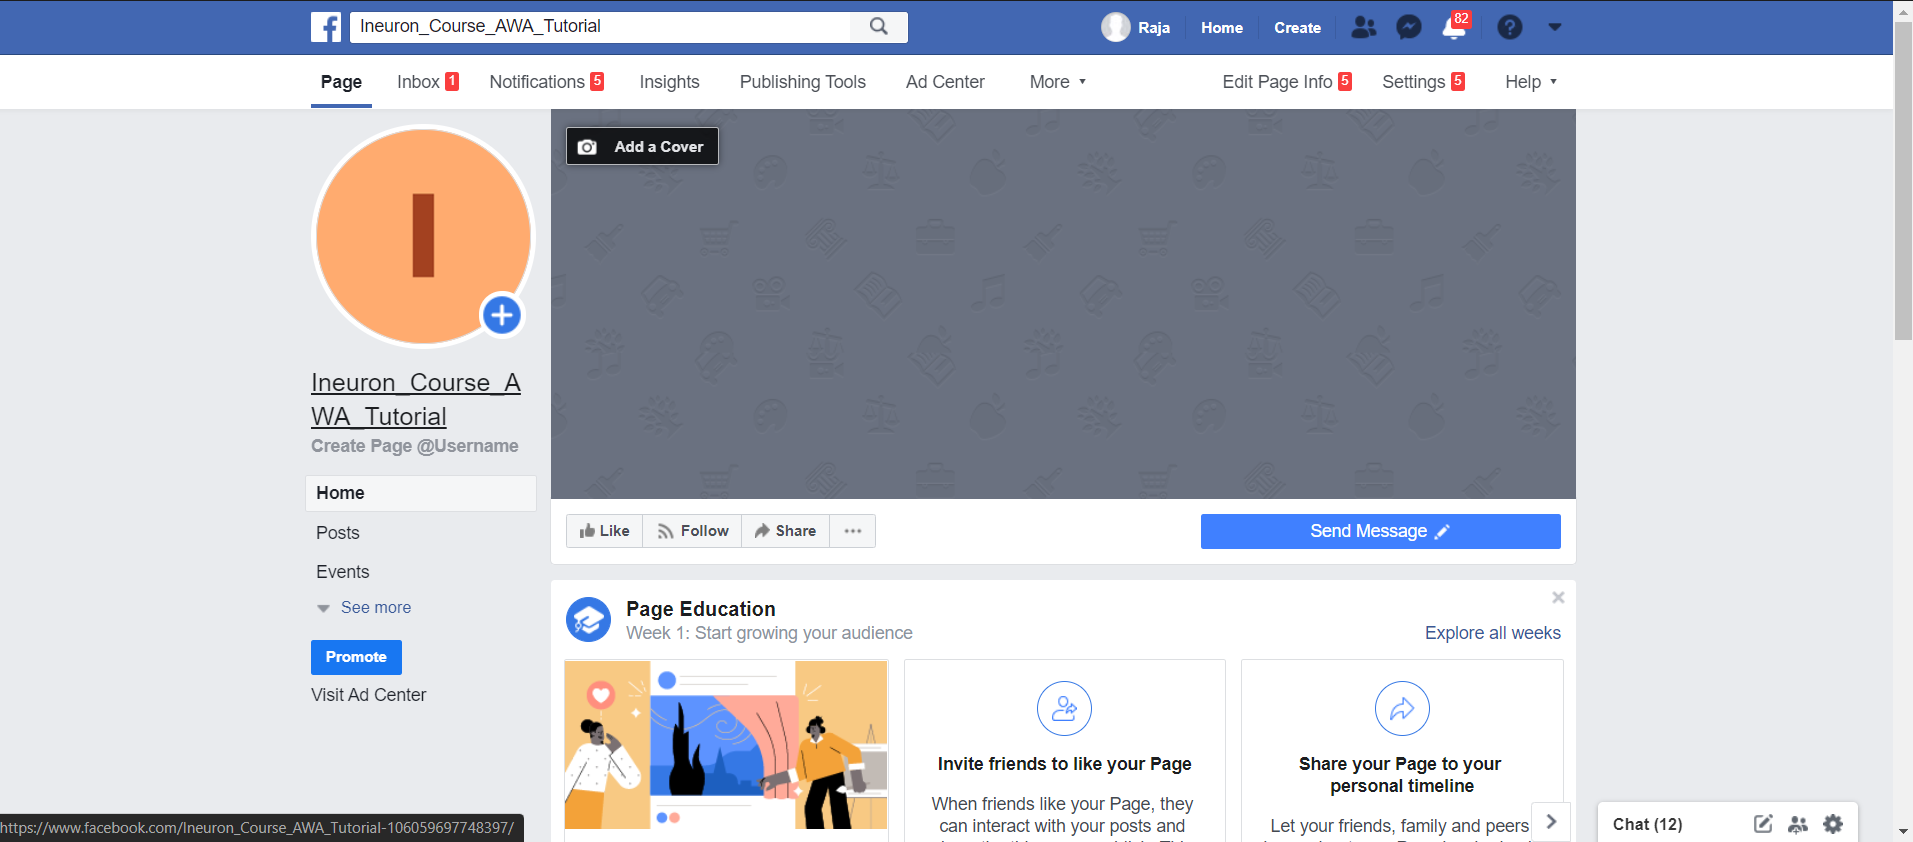 Ineuron_Course_AWA_Tutorial
Raja Home Create 82
Page Inbox 1 Notifications 5 Insights Publishing Tools Ad Center More Edit Page Info 5 Settings 5 Help
Add a Cover
I
Ineuron_Course_A
WA_Tutorial
Create Page @Username
Home
Posts
Events
See more
Promote
Visit Ad Center
Like Follow Share Send Message
Page Education
Week 1: Start growing your audience
Explore all weeks
Invite friends to like your Page
When friends like your Page, they
can interact with your posts and
Share your Page to your
personal timeline
Let your friends, family and peers
Chat (12)
https://www.facebook.com/Ineuron_Course_AWA_Tutorial-106059697748397/